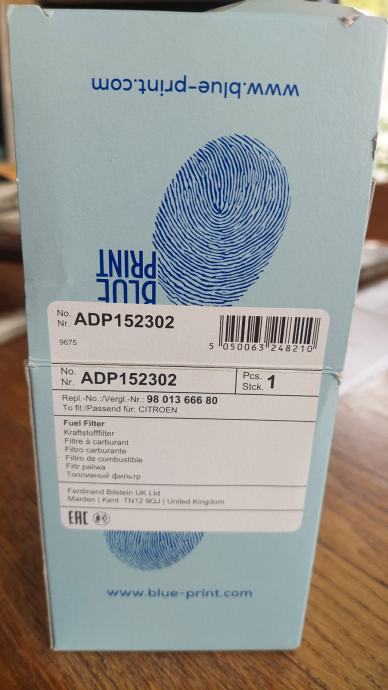 www.blue-print.com
BLUE
PRINT
No. Nr. ADP152302
9675
5 050063 248210
No. Nr. ADP152302
Pcs. Stck. 1
Repl.-No.:/Vergl.-Nr.: 98 013 666 80
To fit:/Passend für: CITROEN
Fuel Filter
Kraftstofffilter
Filtre à carburant
Filtro carburante
Filtro de combustible
Filtr paliwa
Топливный фильтр
Ferdinand Bilstein UK Ltd
Marden | Kent TN12 9QJ | United Kingdom
EAC
www.blue-print.com